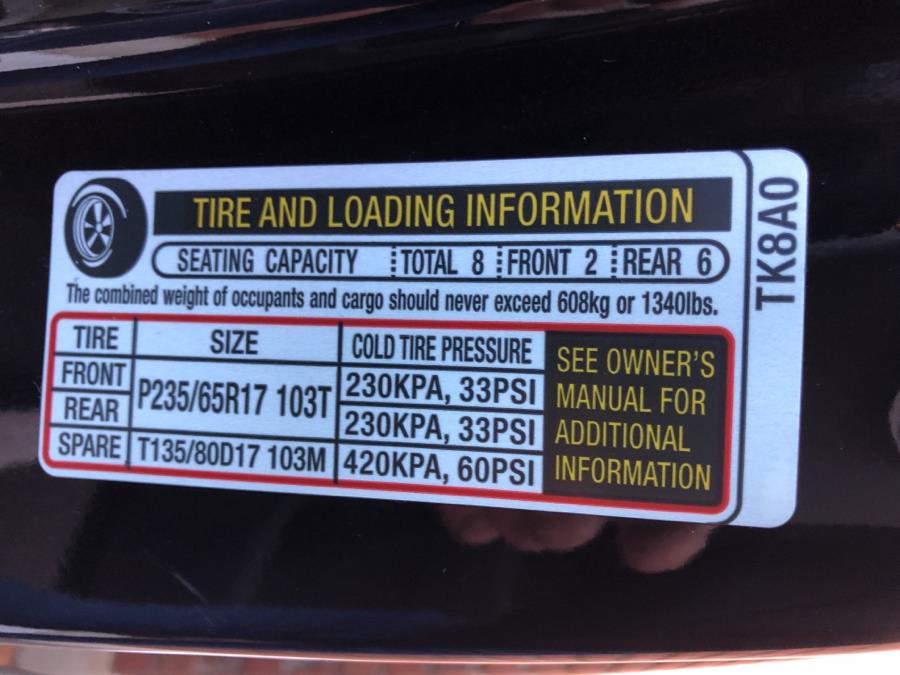 TIRE AND LOADING INFORMATION
SEATING CAPACITY TOTAL 8 FRONT 2 REAR 6
The combined weight of occupants and cargo should never exceed 608kg or 1340lbs.
TIRE SIZE COLD TIRE PRESSURE
FRONT P235/65R17 103T 230KPA, 33PSI
REAR 230KPA, 33PSI
SPARE T135/80D17 103M 420KPA, 60PSI
SEE OWNER'S
MANUAL FOR
ADDITIONAL
INFORMATION
TK8A0